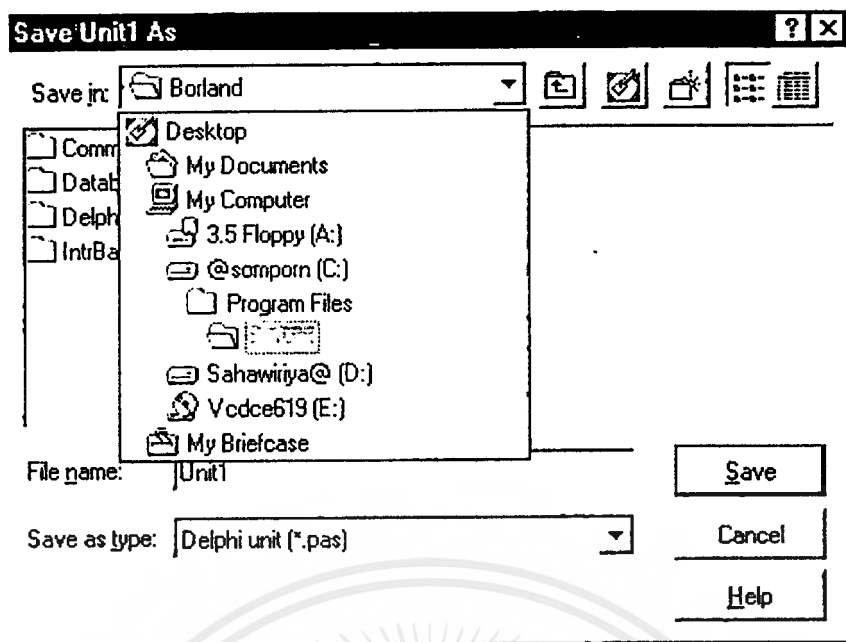 Save Unit1 As
Save in: Borland
Desktop
Comm
My Documents
Datab
My Computer
Delph
3.5 Floppy (A:)
IntrBa
@somporn (C:)
Program Files
Sahawiriya@ (D:)
Vcdce619 (E:)
My Briefcase
File name: Unit1
Save
Save as type: Delphi unit (*.pas)
Cancel
Help